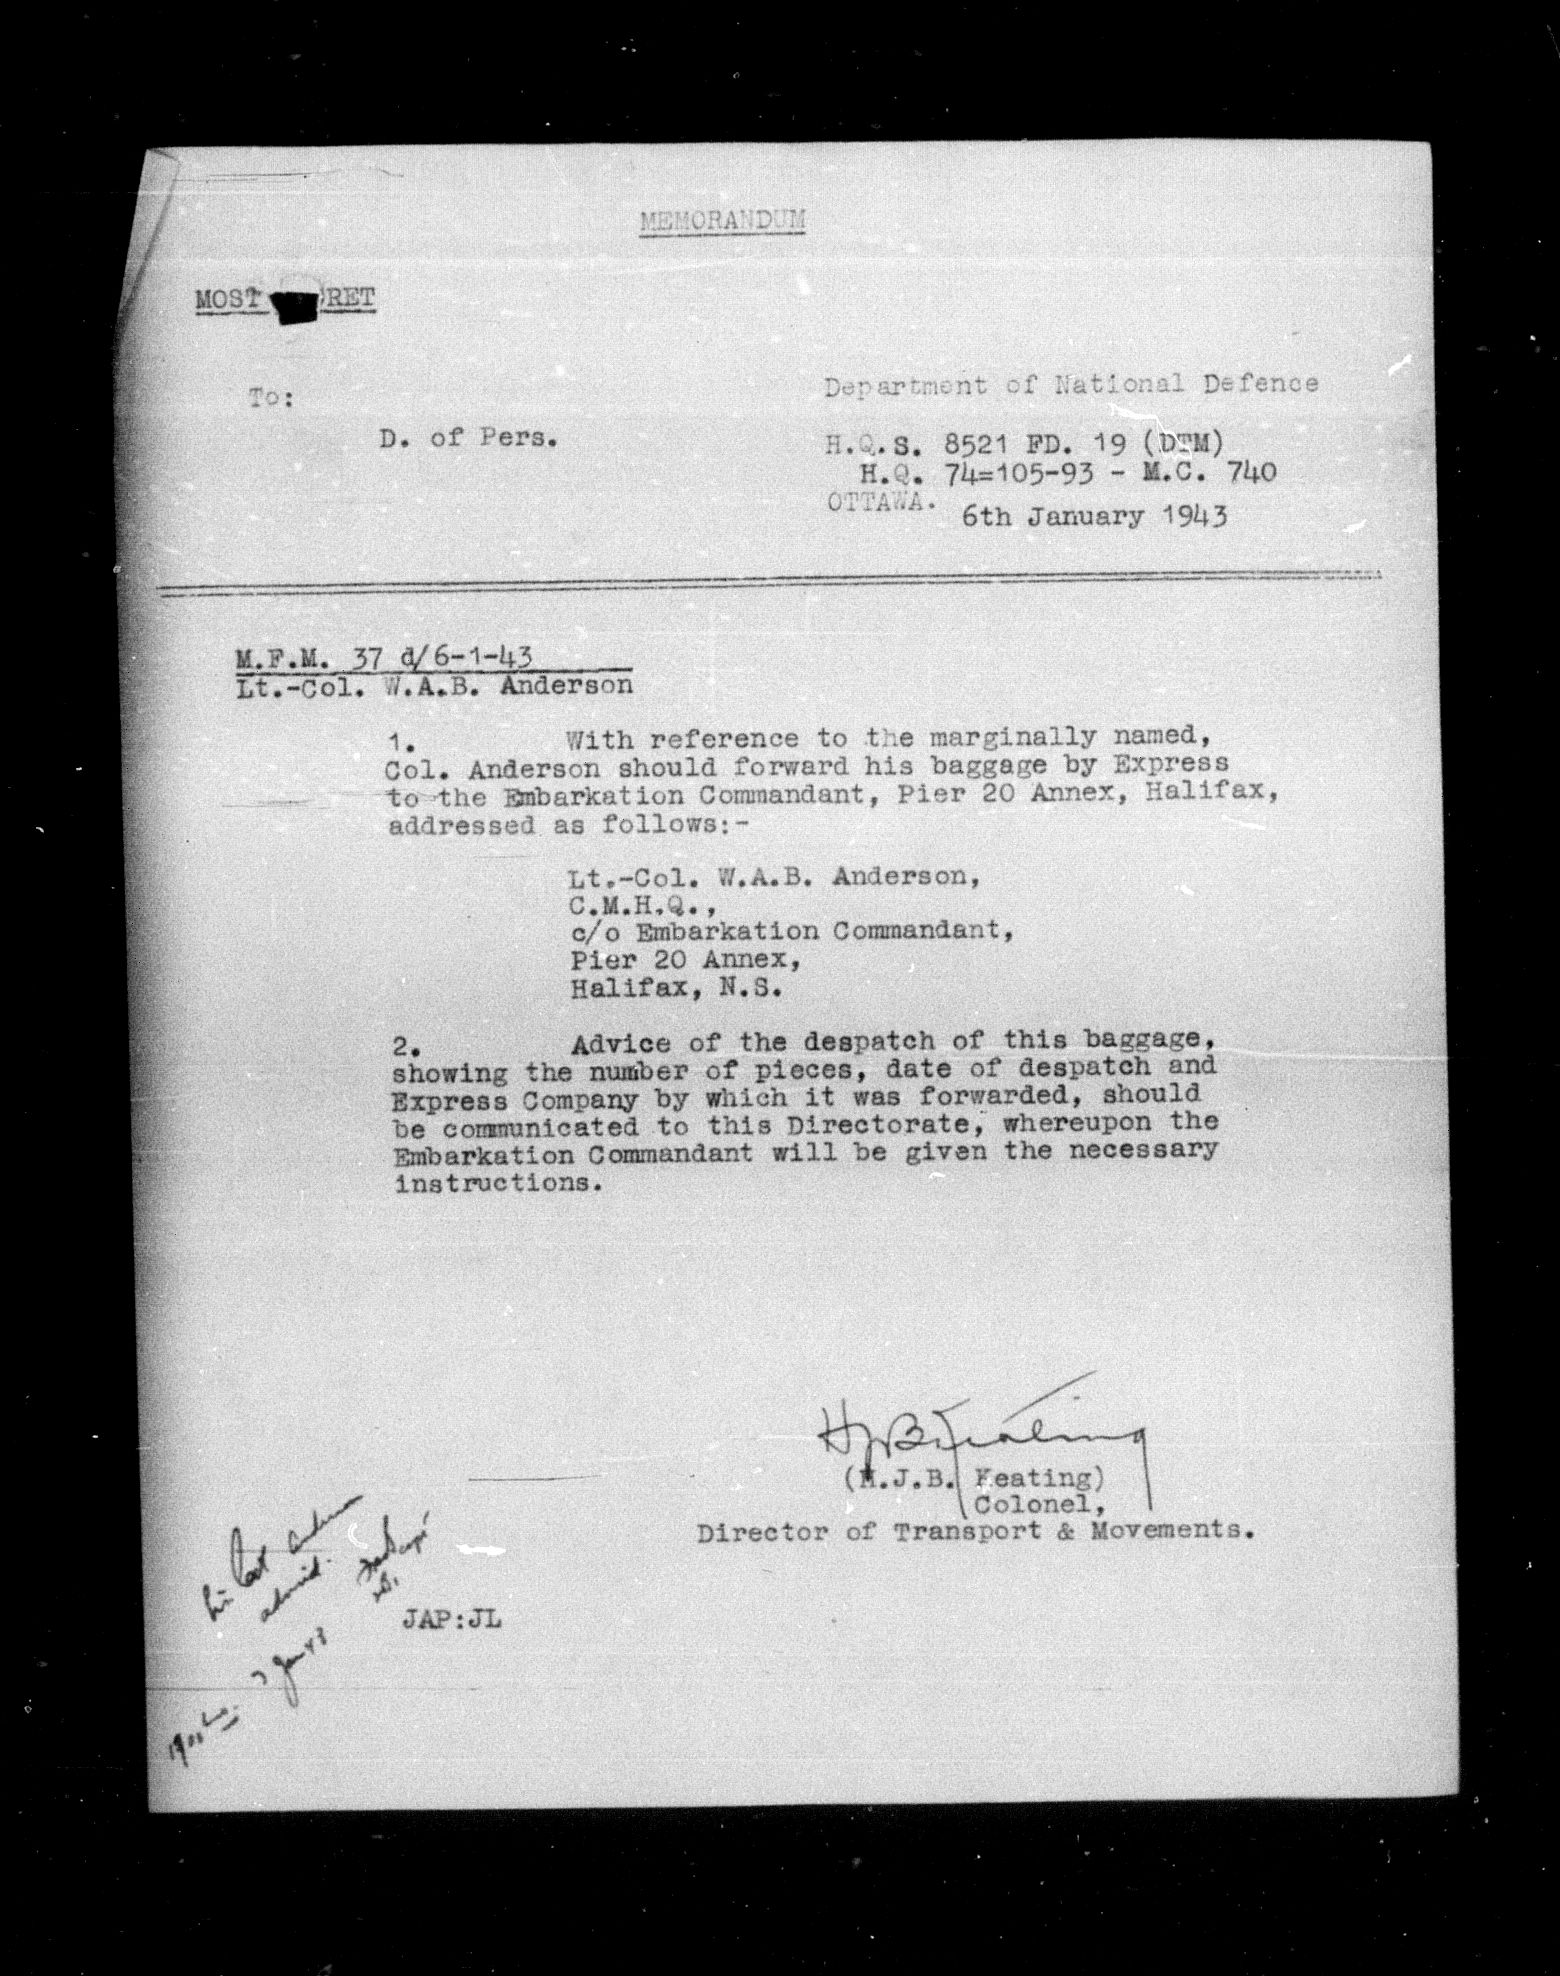 MEMORANDUM
MOST RET
To:
D. of Pers.
Department of National Defence
H.Q.S. 8521 FD. 19 (DTM)
H.Q. 74=105-93 - M.C. 740
OTTAWA.
6th January 1943
M.F.M. 37 d/6-1-43
Lt.-Col. W.A.B. Anderson
1. With reference to the marginally named,
Col. Anderson should forward his baggage by Express
to the Embarkation Commandant, Pier 20 Annex, Halifax,
addressed as follows:-
Lt.-Col. W.A.B. Anderson,
C.M.H.Q.,
c/o Embarkation Commandant,
Pier 20 Annex,
Halifax, N.S.
2. Advice of the despatch of this baggage,
showing the number of pieces, date of despatch and
Express Company by which it was forwarded, should
be communicated to this Directorate, whereupon the
Embarkation Commandant will be given the necessary
instructions.
HJB Keating
(H.J.B. Keating)
Colonel,
Director of Transport & Movements.
JAP:JL
7 Jan 43